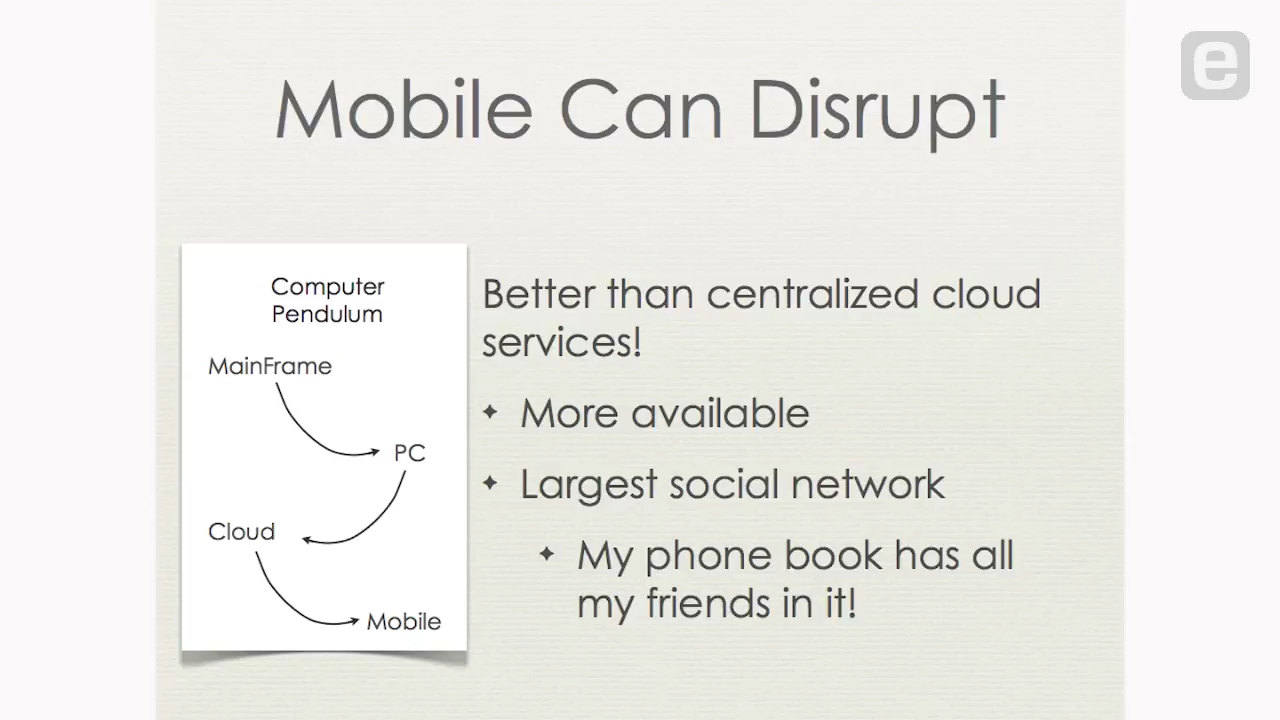 e
Mobile Can Disrupt
Computer
Pendulum
MainFrame
PC
Cloud
Mobile
Better than centralized cloud
services!
More available
Largest social network
My phone book has all
my friends in it!